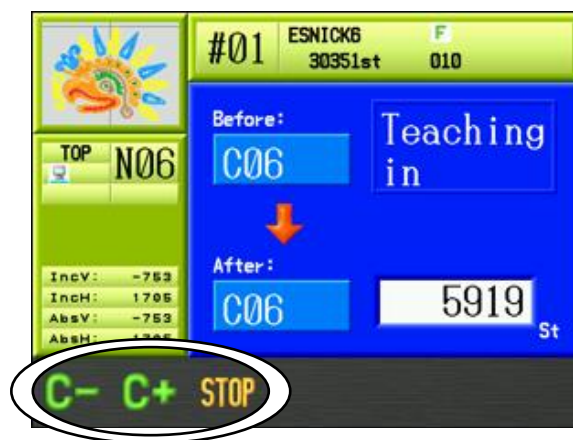 #01 ESNICK6 F
30351st 010
Before:
C06
Teaching
in
TOP N06
After:
C06
5919 St
IncV: -753
IncH: 1705
AbsV: -753
AbsH:
C- C+ STOP